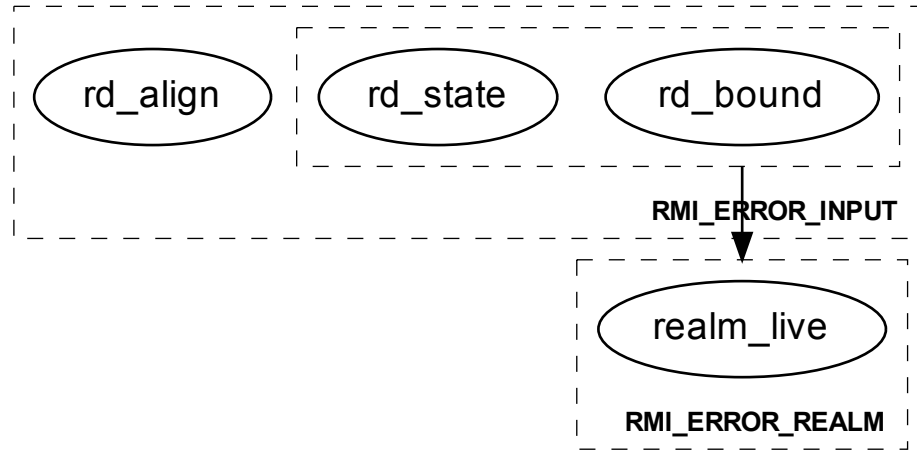 rd_align rd_state rd_bound
RMI_ERROR_INPUT
realm_live
RMI_ERROR_REALM